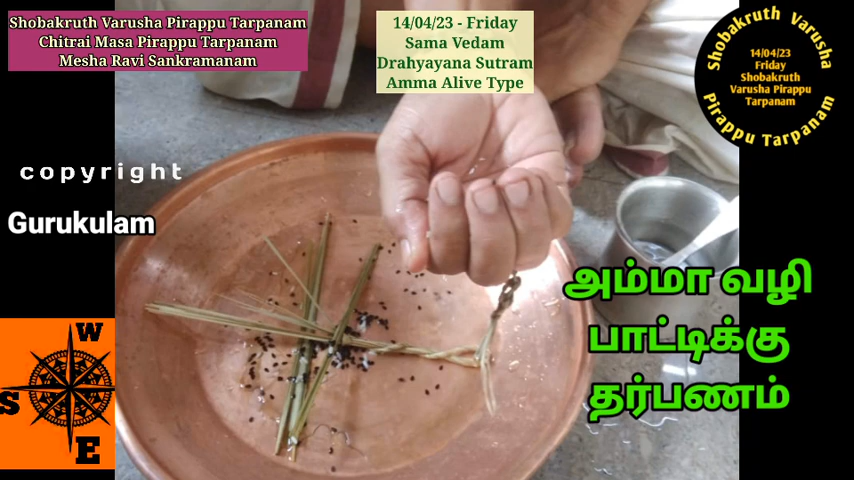 Shobakruth Varusha Pirappu Tarpanam
Chitrai Masa Pirappu Tarpanam
Mesha Ravi Sankramanam
14/04/23 - Friday
Sama Vedam
Drahyayana Sutram
Amma Alive Type
Shobakruth Varusha
14/04/23
Friday
Shobakruth
Varusha Pirappu
Tarpanam
Pirappu Tarpanam
copyright
Gurukulam
அம்மா வழி
பாட்டிக்கு
தர்பணம்
W
S
E